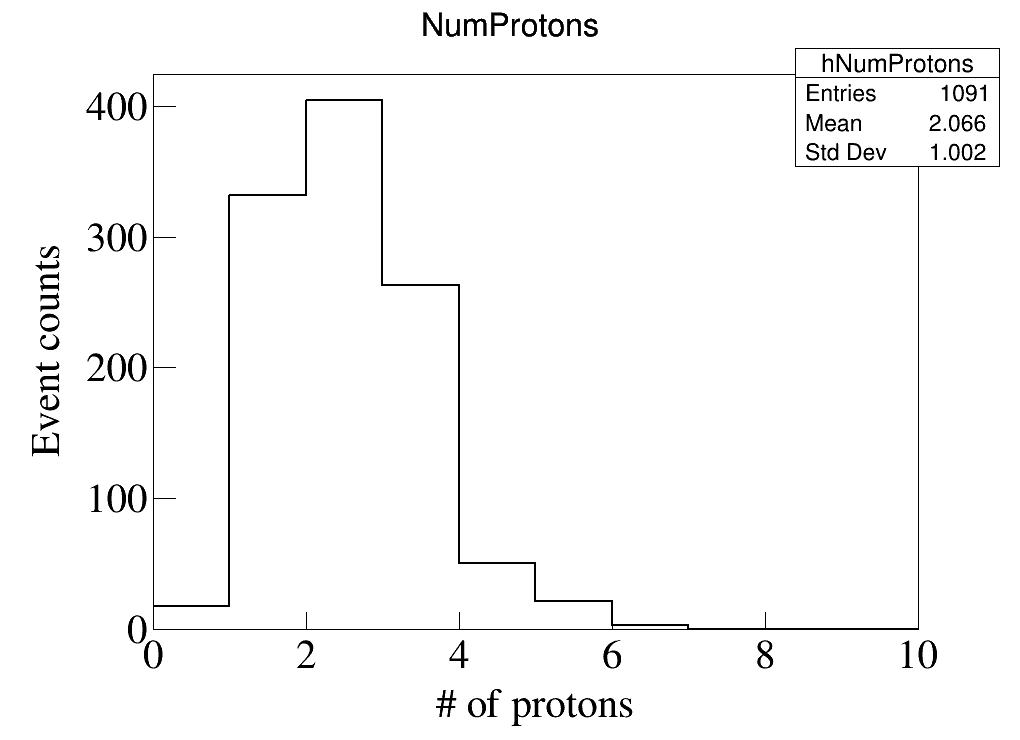 NumProtons
hNumProtons
Entries 1091
Mean 2.066
Std Dev 1.002
400
300
200
100
0
Event counts
0 2 4 6 8 10
# of protons